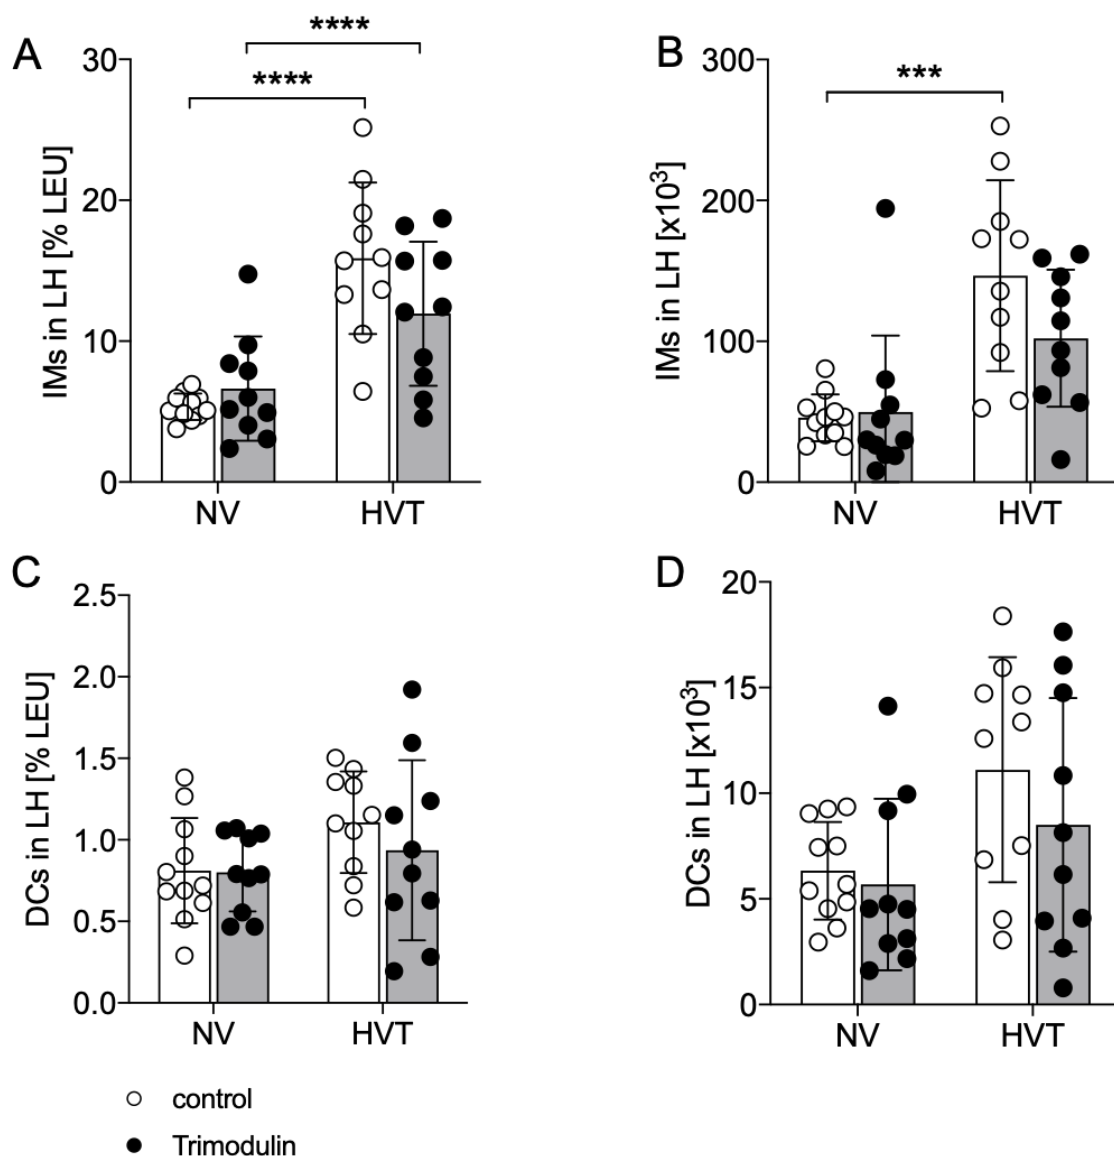 A
****
****
30
20
10
0
IMs in LH [% LEU]
NV HVT
B
***
300
200
100
0
IMs in LH [x10³]
NV HVT
C
2.5
2.0
1.5
1.0
0.5
0.0
DCs in LH [% LEU]
NV HVT
D
20
15
10
5
0
DCs in LH [x10³]
NV HVT
control
Trimodulin